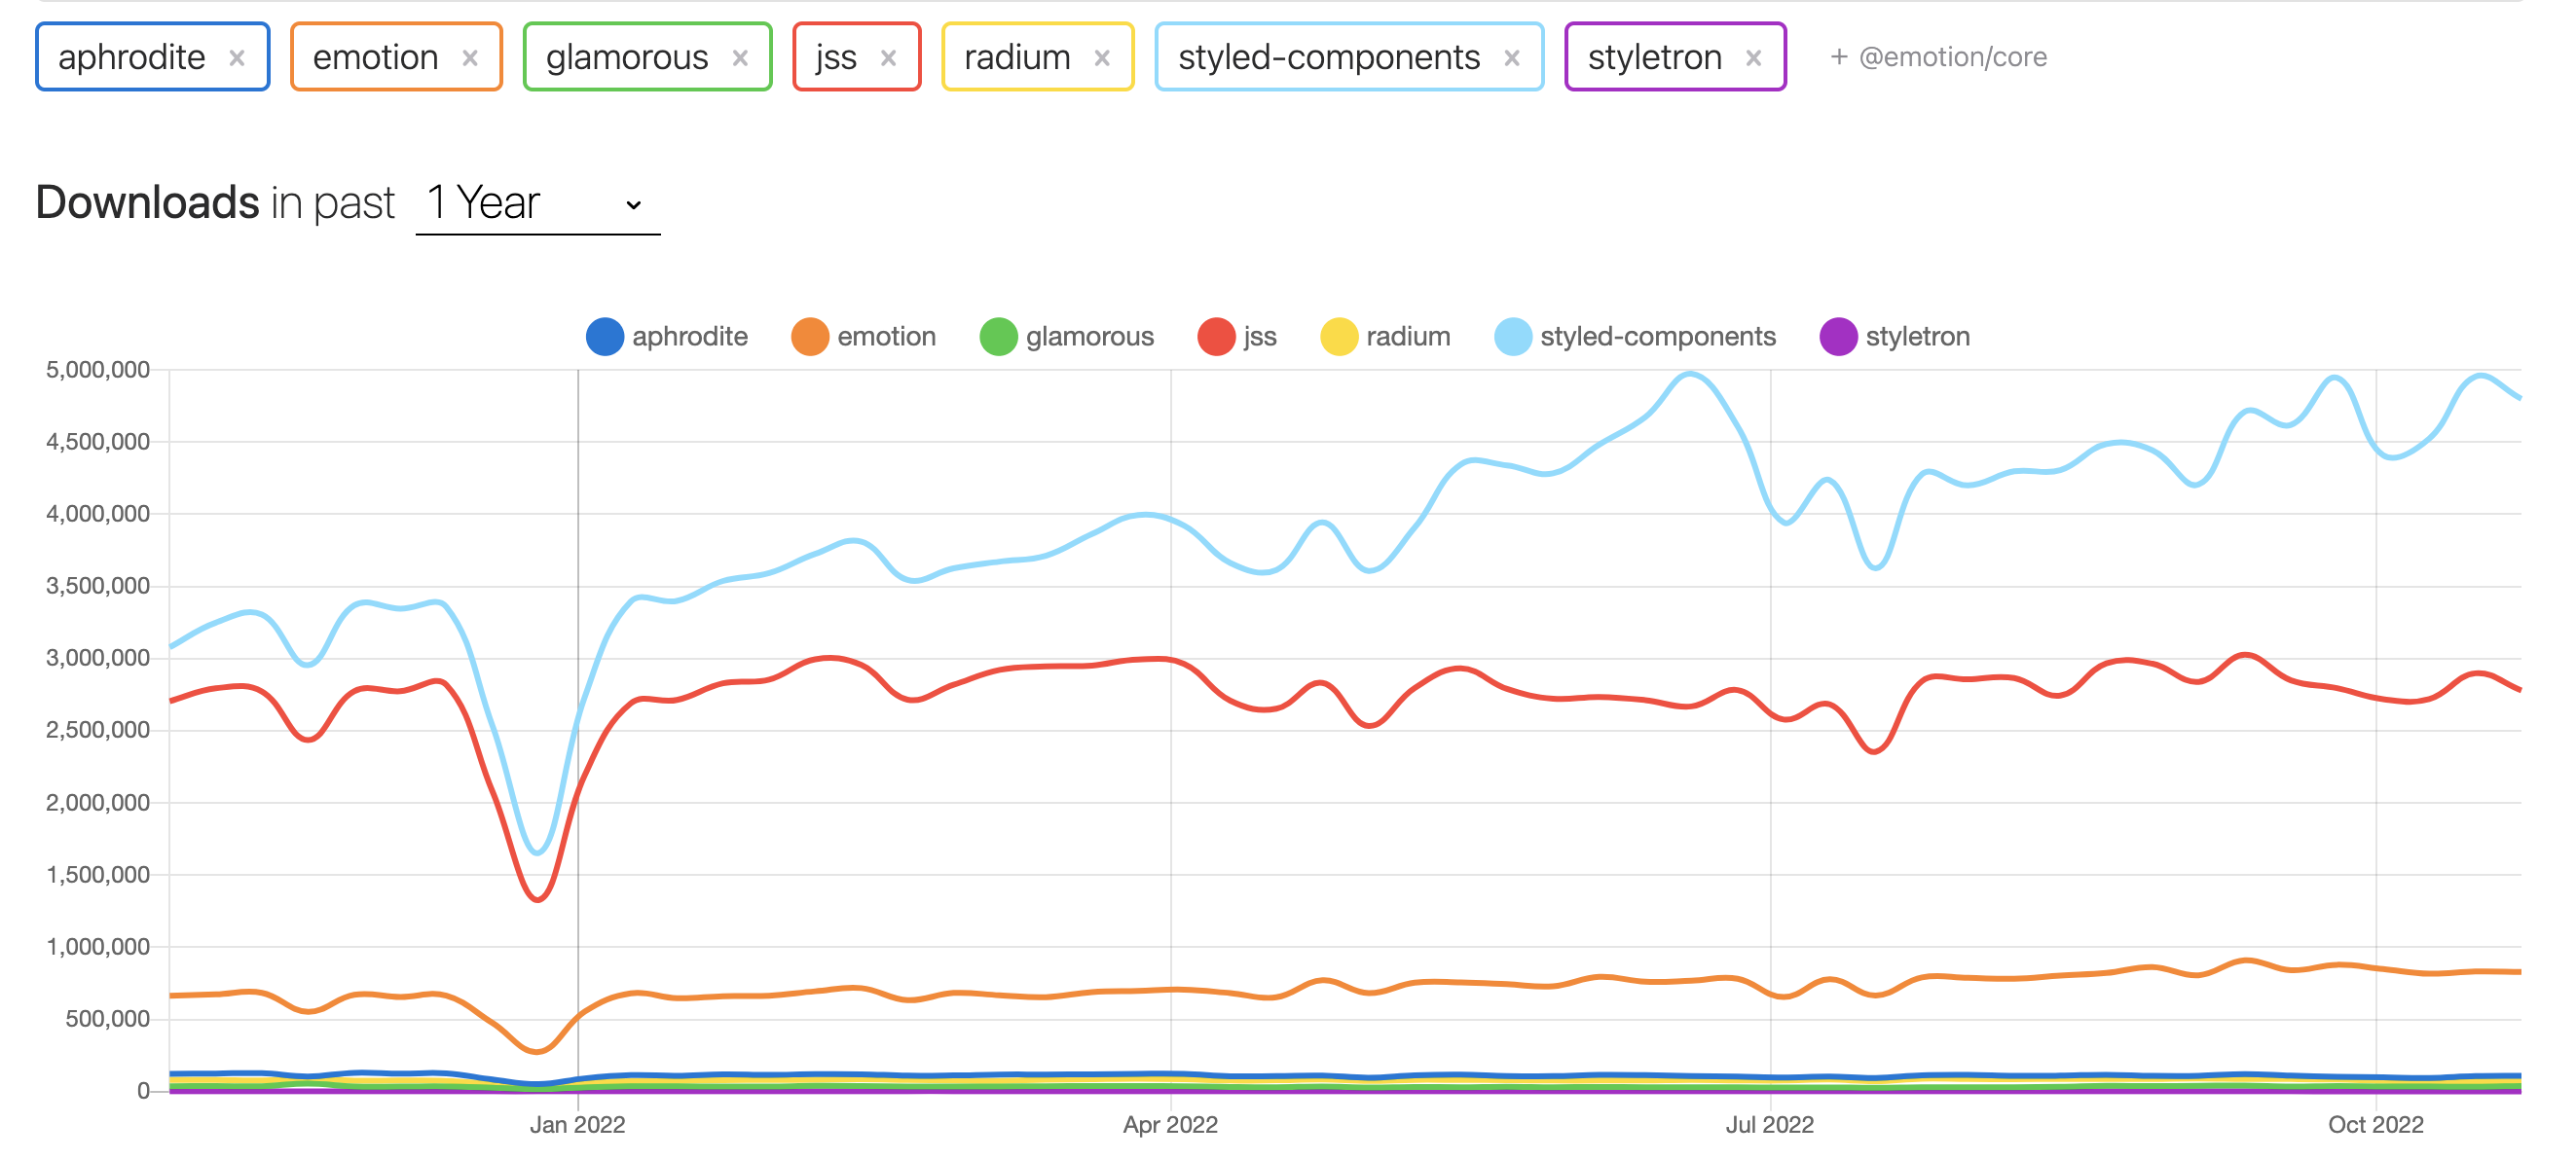 aphrodite × emotion × glamorous × jss × radium × styled-components × styletron × + @emotion/core
Downloads in past 1 Year
aphrodite emotion glamorous jss radium styled-components styletron
5,000,000
4,500,000
4,000,000
3,500,000
3,000,000
2,500,000
2,000,000
1,500,000
1,000,000
500,000
0
Jan 2022 Apr 2022 Jul 2022 Oct 2022